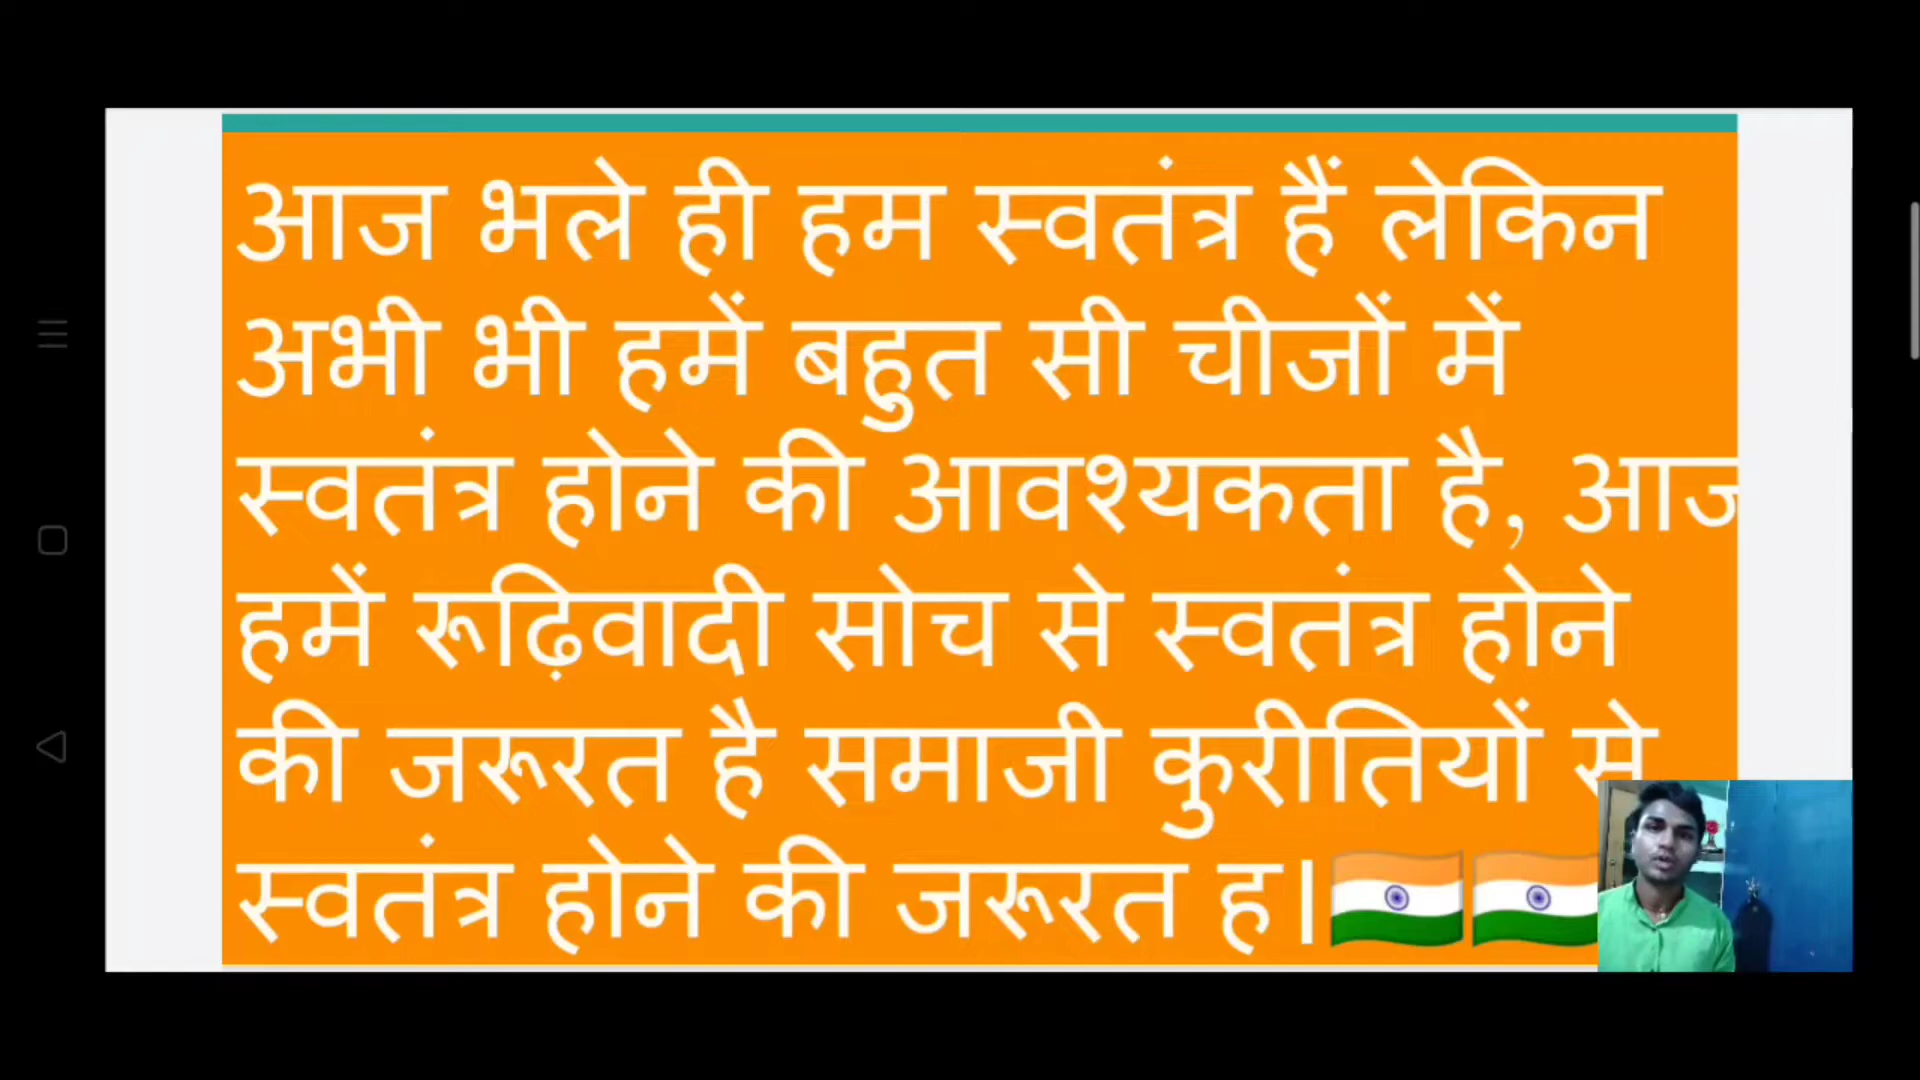 आज भले ही हम स्वतंत्र हैं लेकिन
अभी भी हमें बहुत सी चीजों में
स्वतंत्र होने की आवश्यकता है, आज
हमें रूढ़िवादी सोच से स्वतंत्र होने
की जरूरत है समाजी कुरीतियों से
स्वतंत्र होने की जरूरत ह।🇮🇳🇮🇳